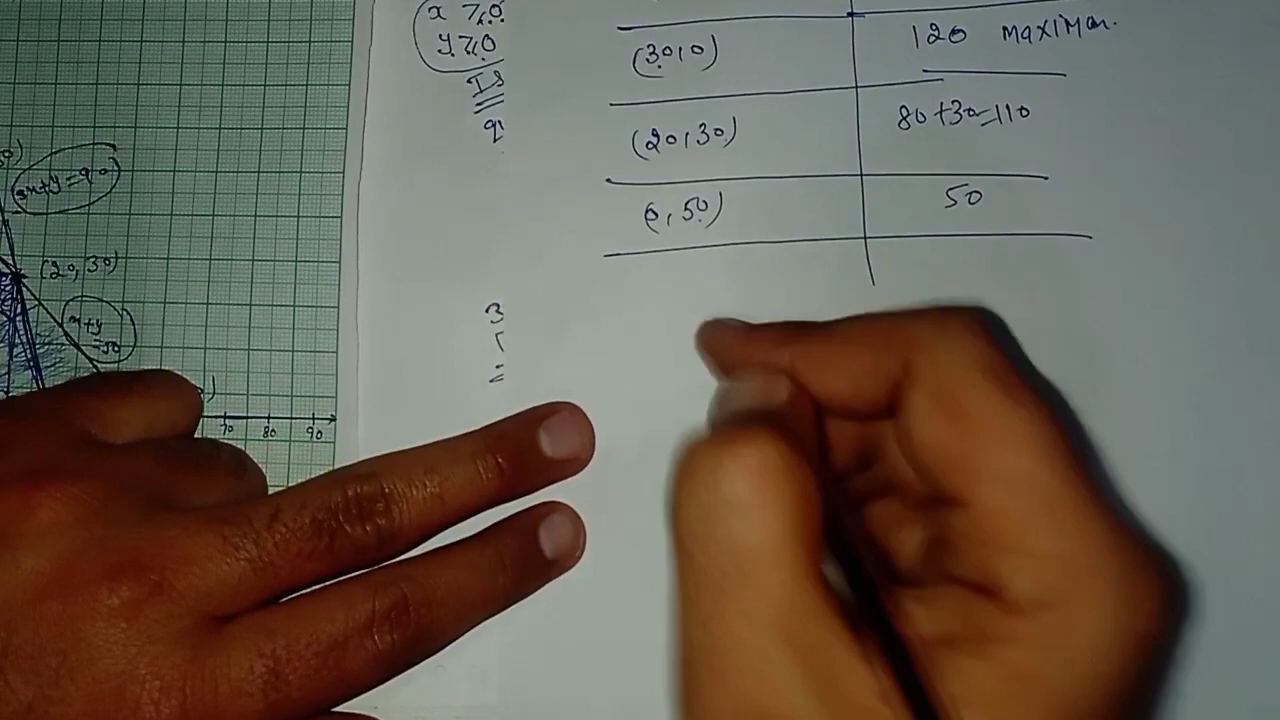 x ≥ 0
y ≥ 0
(30,0) 120 Maximum.
(20,30) 80+30=110
(0,50) 50
3x+y=90
(20,30)
x+y
=50
70 80 90